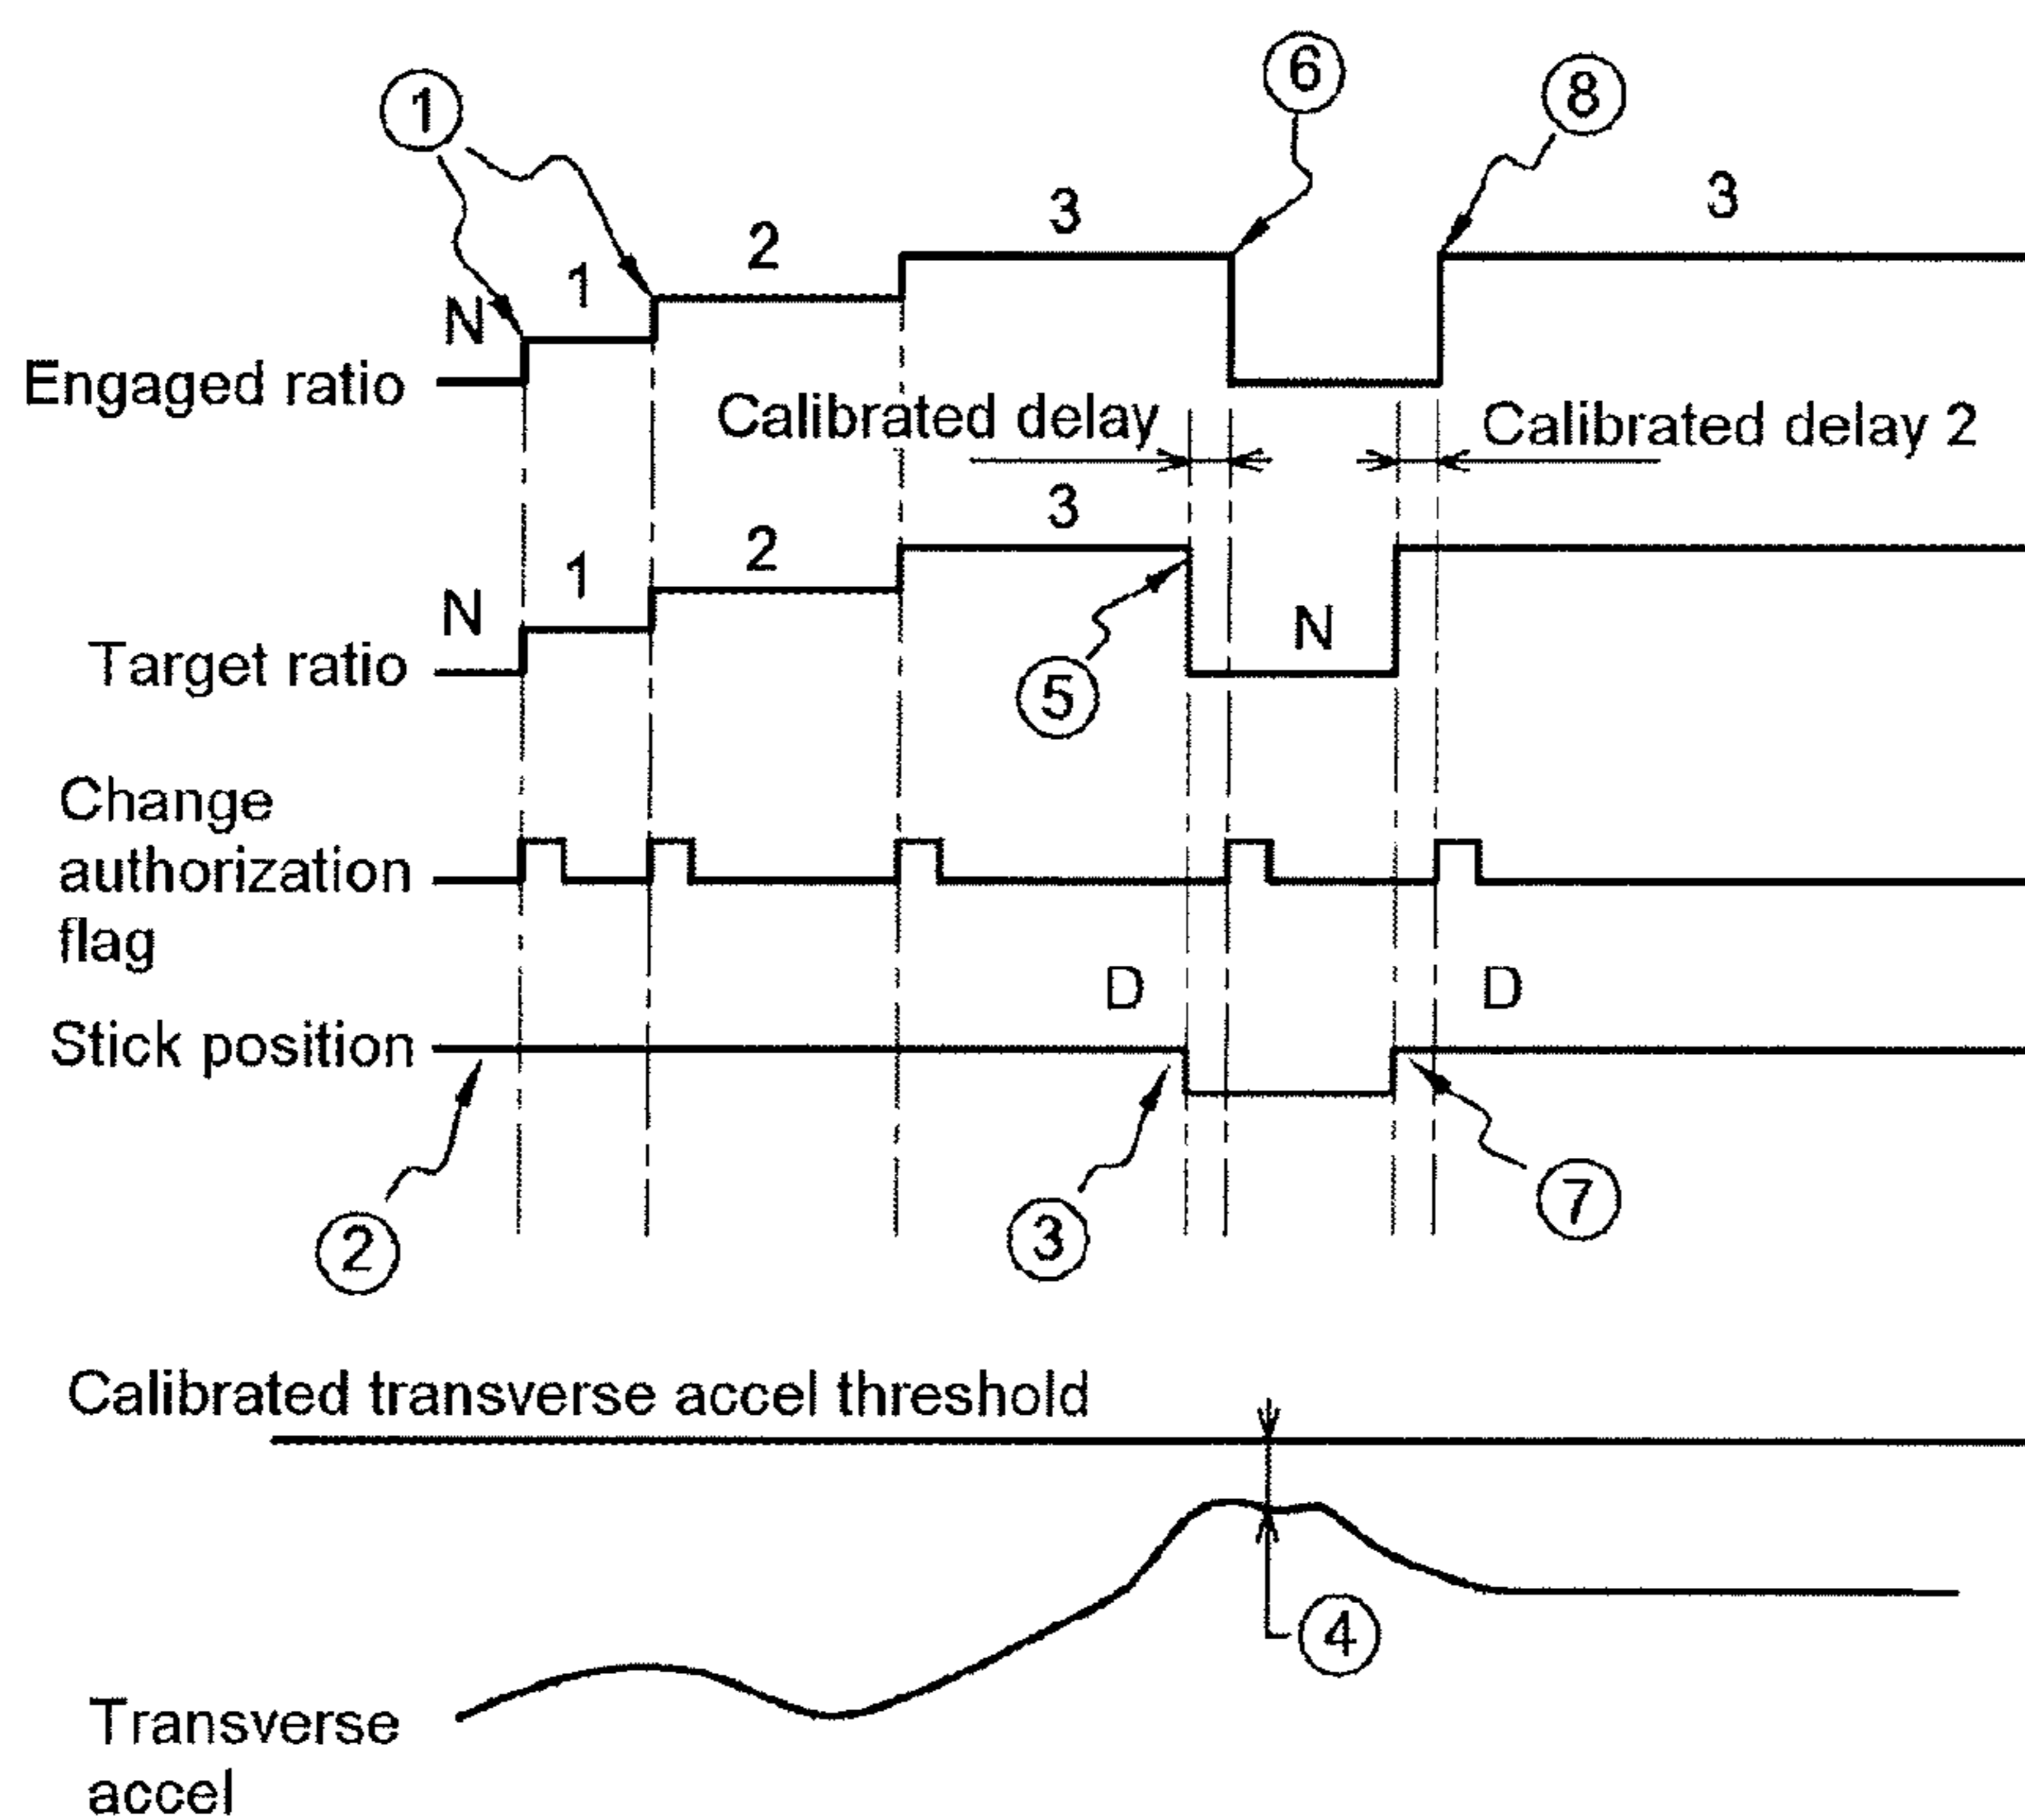 1
6
8
3
3
2
1
N
Engaged ratio
Calibrated delay
Calibrated delay 2
3
2
1
N
N
Target ratio
5
Change
authorization
flag
D
D
Stick position
2
3
7
Calibrated transverse accel threshold
4
Transverse
accel